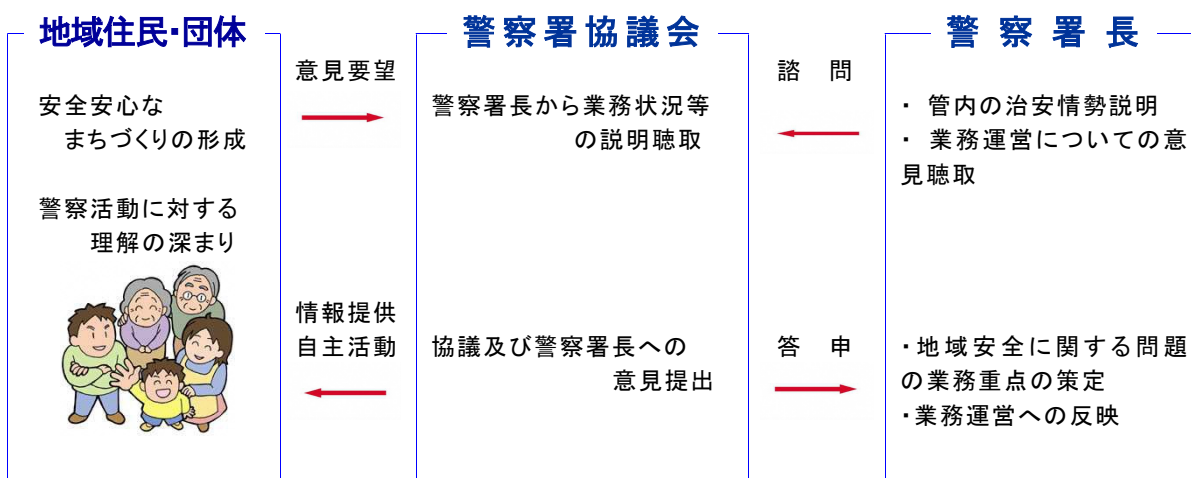 地域住民・団体
安全安心な
まちづくりの形成
警察活動に対する
理解の深まり
意見要望
情報提供
自主活動
警察署協議会
警察署長から業務状況等
の説明聴取
協議及び警察署長への
意見提出
諮 問
答 申
警 察 署 長
・ 管内の治安情勢説明
・ 業務運営についての意
見聴取
・地域安全に関する問題
の業務重点の策定
・業務運営への反映